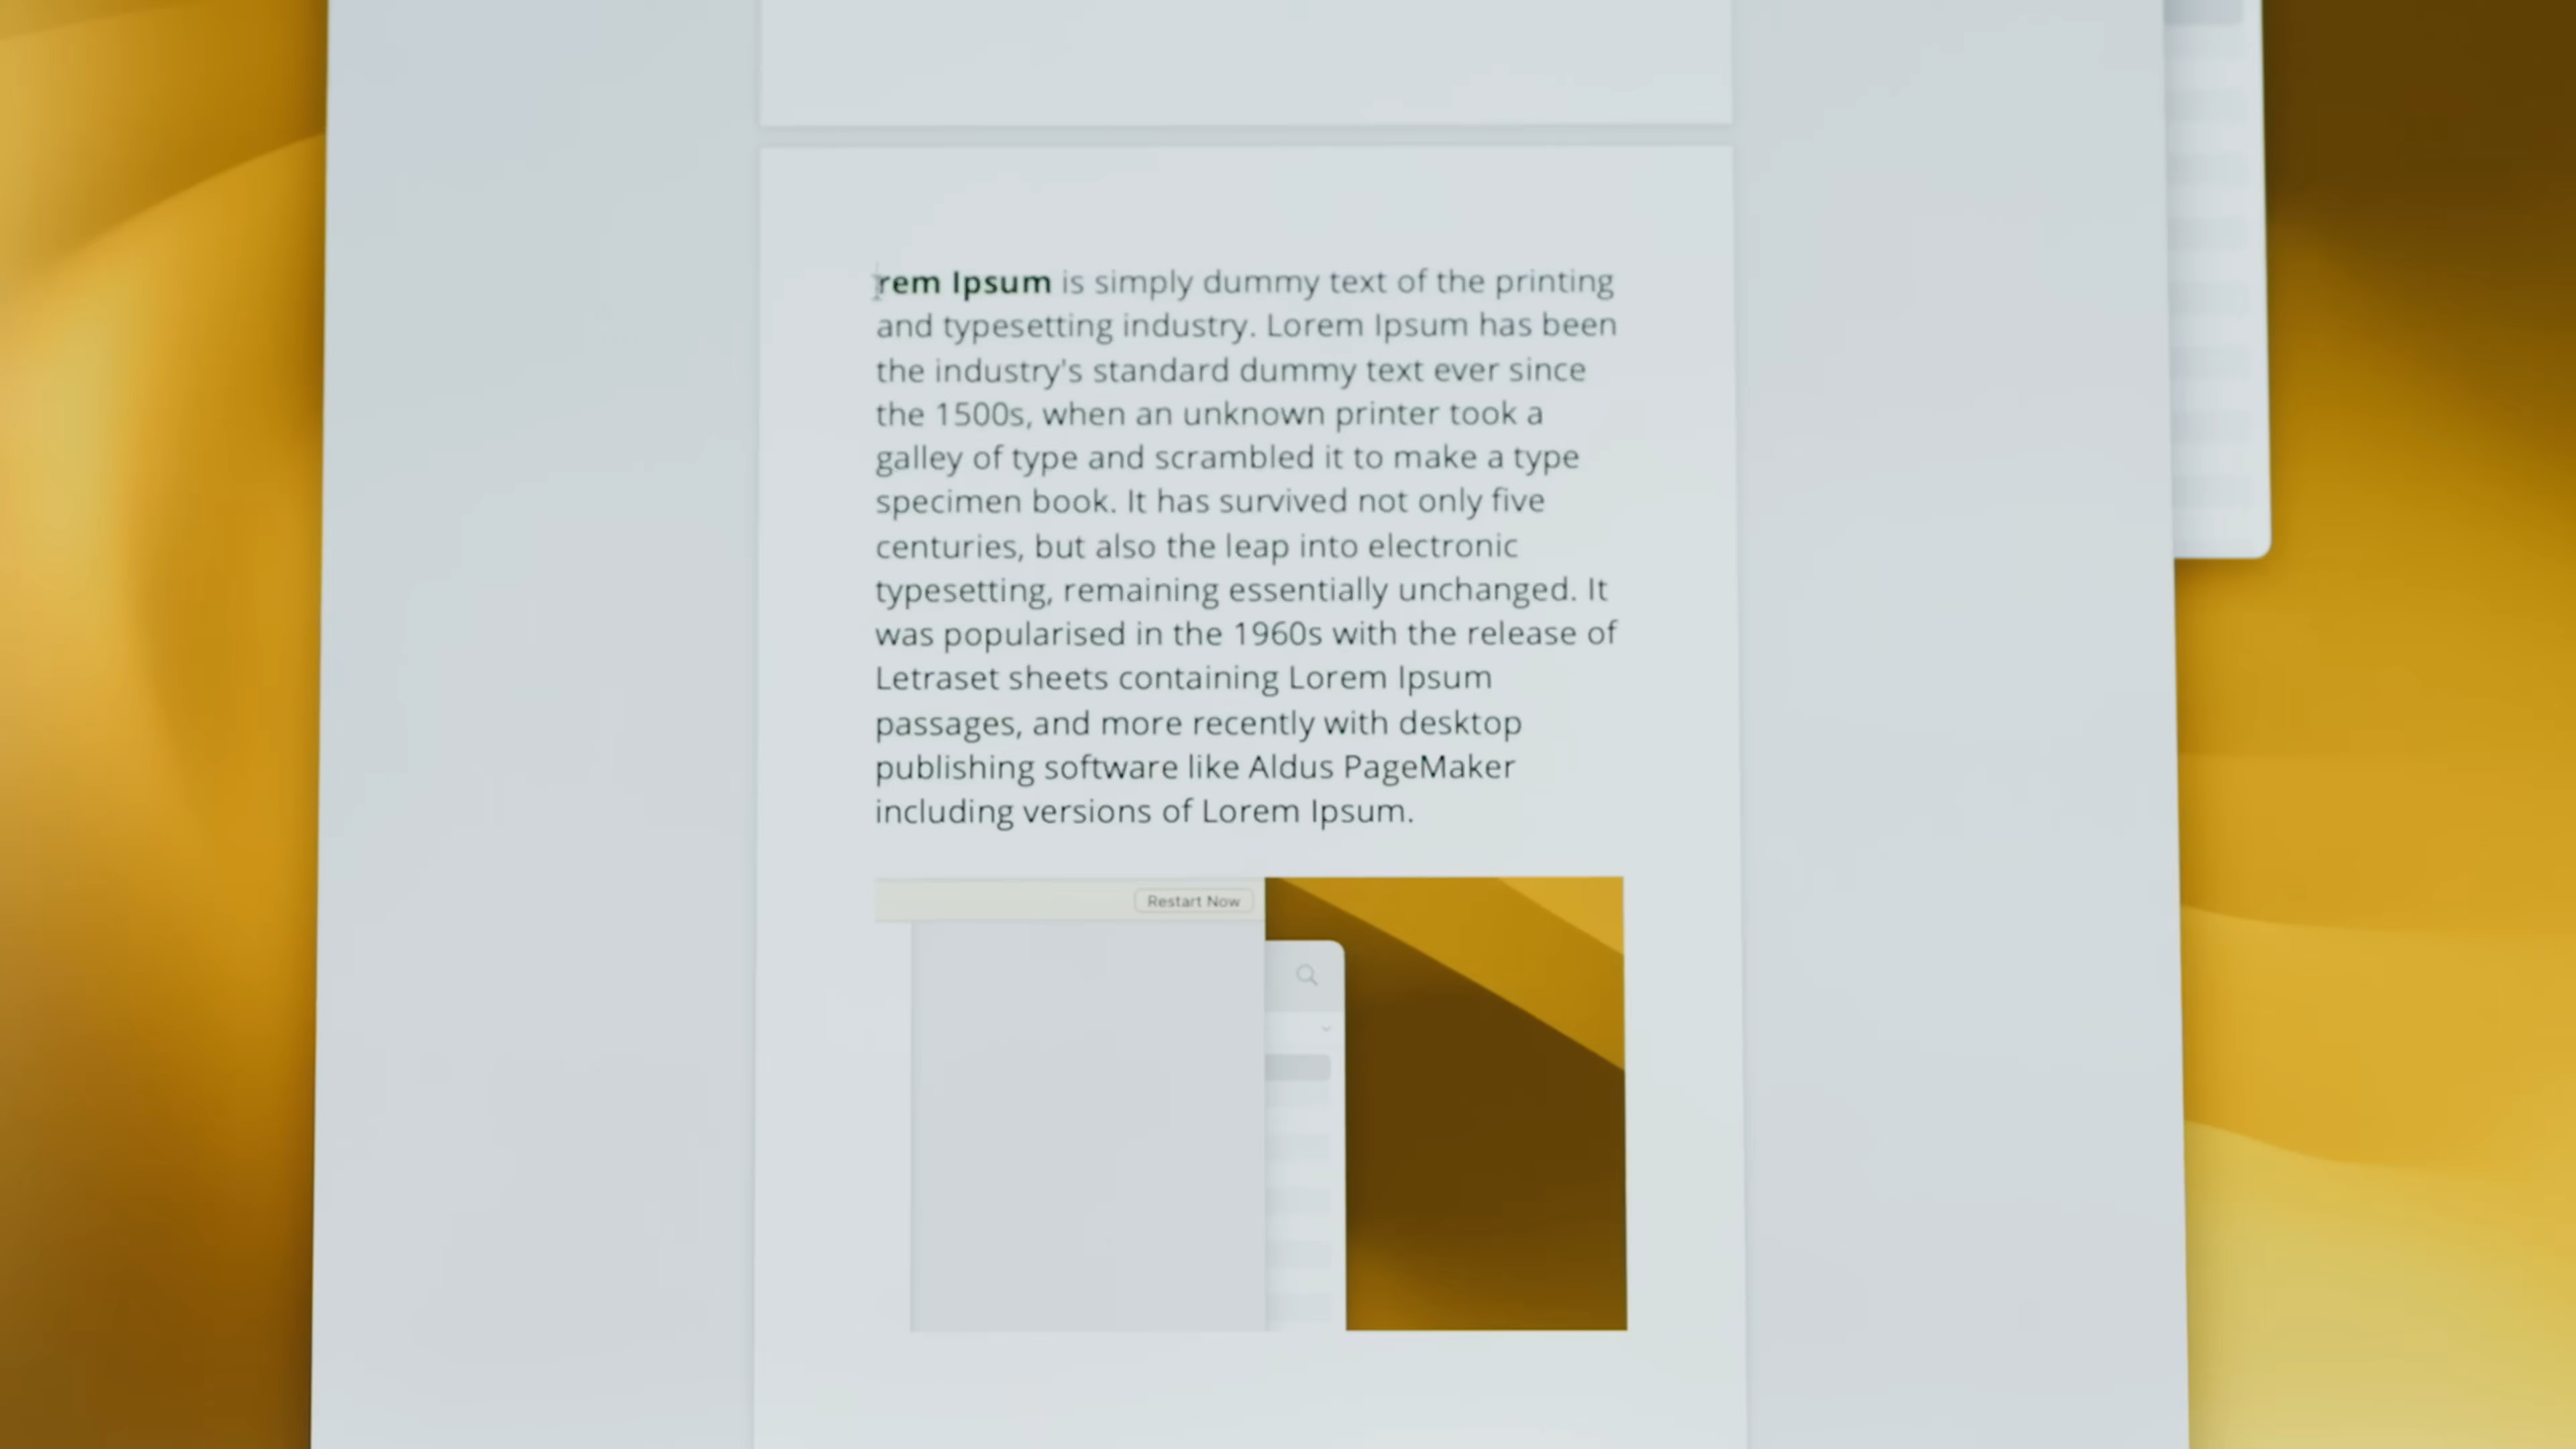 rem Ipsum is simply dummy text of the printing
and typesetting industry. Lorem Ipsum has been
the industry's standard dummy text ever since
the 1500s, when an unknown printer took a
galley of type and scrambled it to make a type
specimen book. It has survived not only five
centuries, but also the leap into electronic
typesetting, remaining essentially unchanged. It
was popularised in the 1960s with the release of
Letraset sheets containing Lorem Ipsum
passages, and more recently with desktop
publishing software like Aldus PageMaker
including versions of Lorem Ipsum.
Restart Now